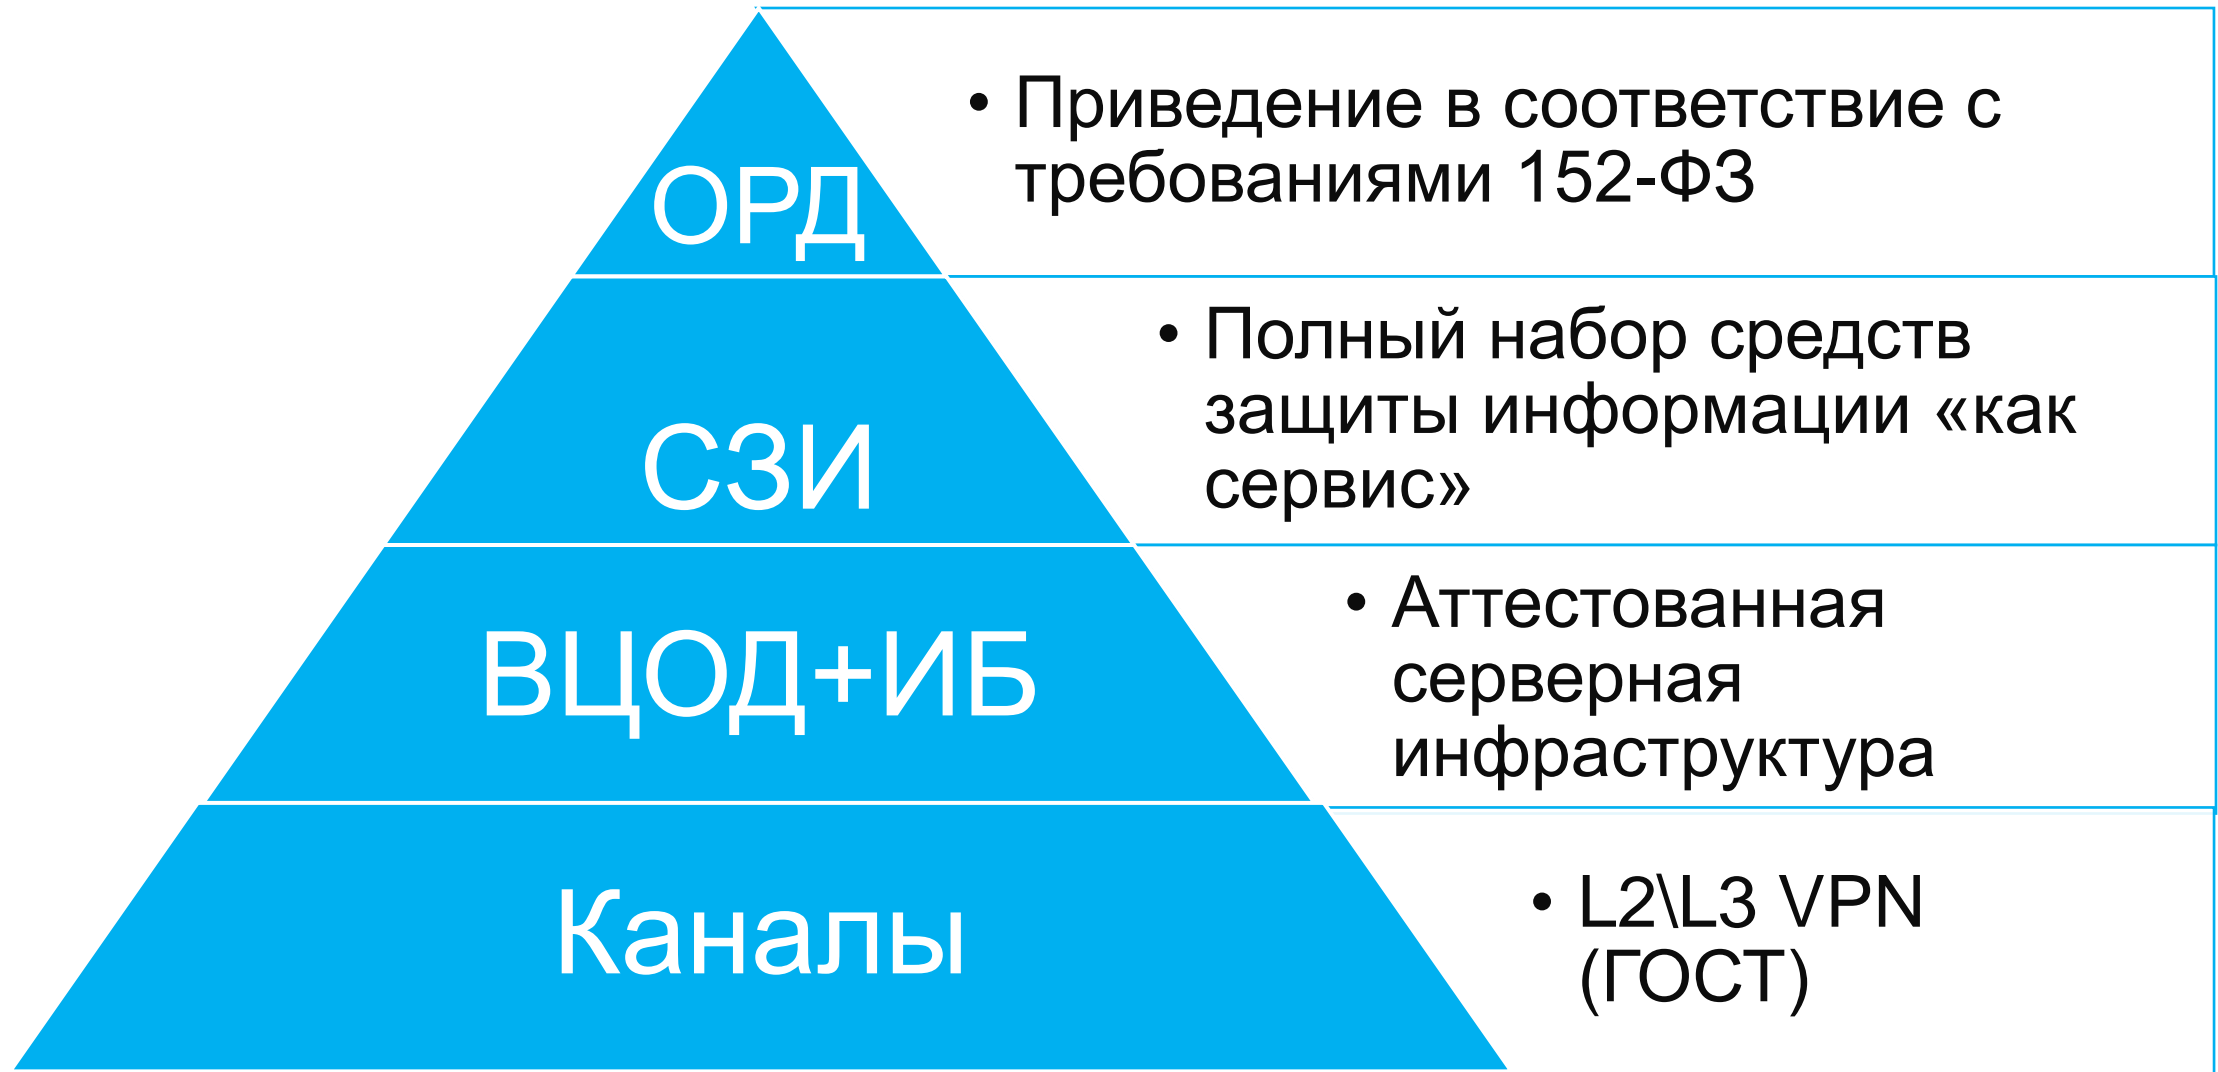 ОРД
• Приведение в соответствие с
требованиями 152-ФЗ
СЗИ
• Полный набор средств
защиты информации «как
сервис»
ВЦОД+ИБ
• Аттестованная
серверная
инфраструктура
Каналы
• L2\L3 VPN
(ГОСТ)